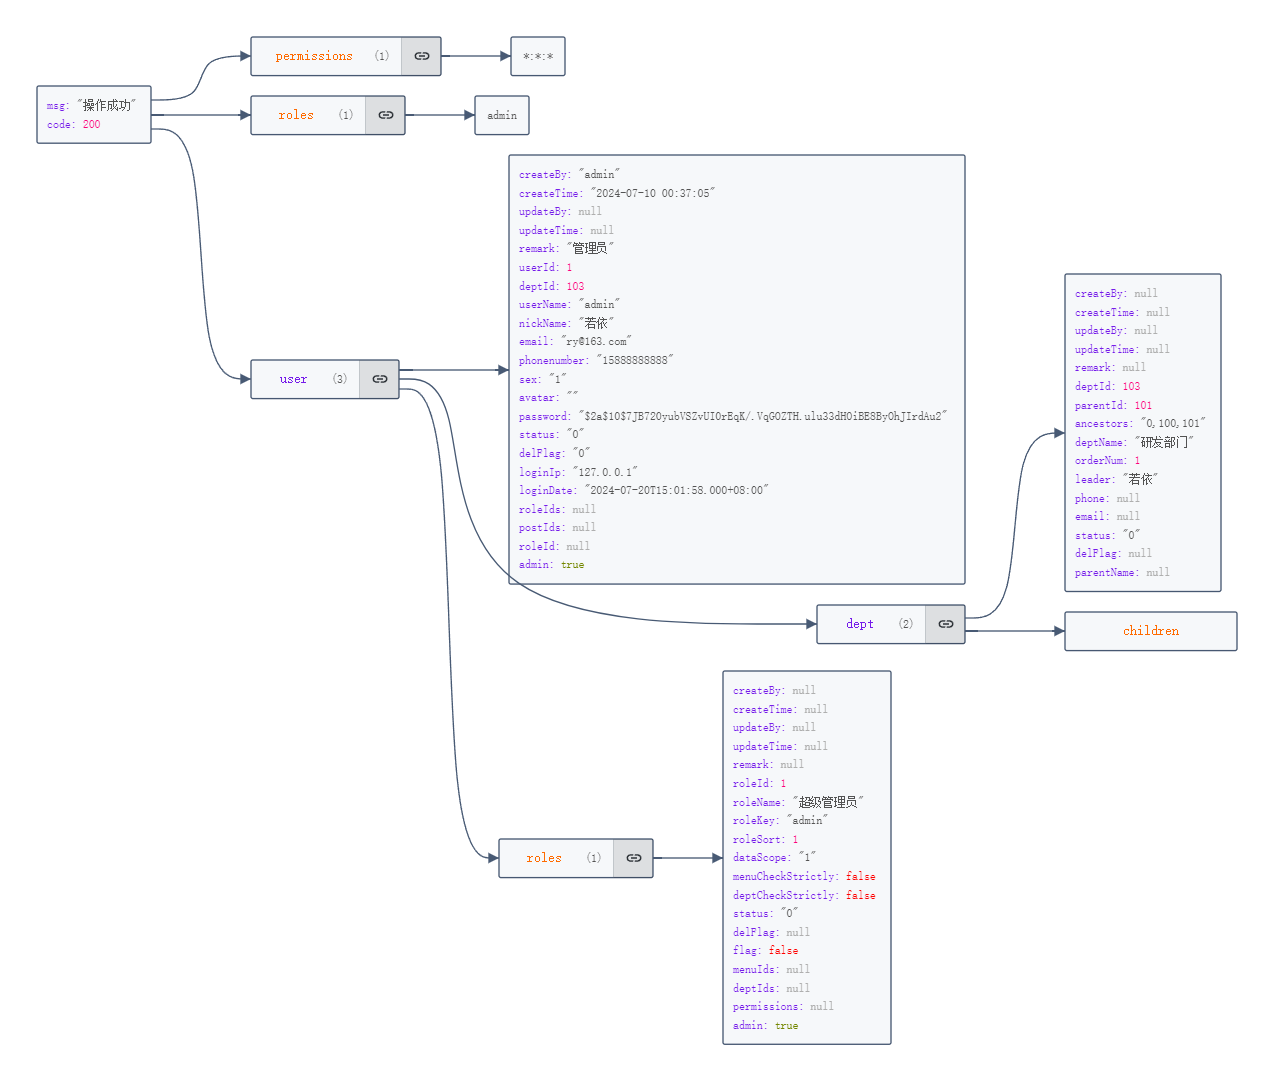 permissions (1)
*:*:*
msg: "操作成功"
code: 200
roles (1)
admin
user (3)
createBy: "admin"
createTime: "2024-07-10 00:37:05"
updateBy: null
updateTime: null
remark: "管理员"
userId: 1
deptId: 103
userName: "admin"
nickName: "若依"
email: "ry@163.com"
phonenumber: "15888888888"
sex: "1"
avatar: ""
password: "$2a$10$7JB720yubVSZvUI0rEqK/.VqGOZTH.ulu33dHOiBE8ByOhJIrdAu2"
status: "0"
delFlag: "0"
loginIp: "127.0.0.1"
loginDate: "2024-07-20T15:01:58.000+08:00"
roleIds: null
postIds: null
roleId: null
admin: true
dept (2)
createBy: null
createTime: null
updateBy: null
updateTime: null
remark: null
deptId: 103
parentId: 101
ancestors: "0,100,101"
deptName: "研发部门"
orderNum: 1
leader: "若依"
phone: null
email: null
status: "0"
delFlag: null
parentName: null
children
roles (1)
createBy: null
createTime: null
updateBy: null
updateTime: null
remark: null
roleId: 1
roleName: "超级管理员"
roleKey: "admin"
roleSort: 1
dataScope: "1"
menuCheckStrictly: false
deptCheckStrictly: false
status: "0"
delFlag: null
flag: false
menuIds: null
deptIds: null
permissions: null
admin: true